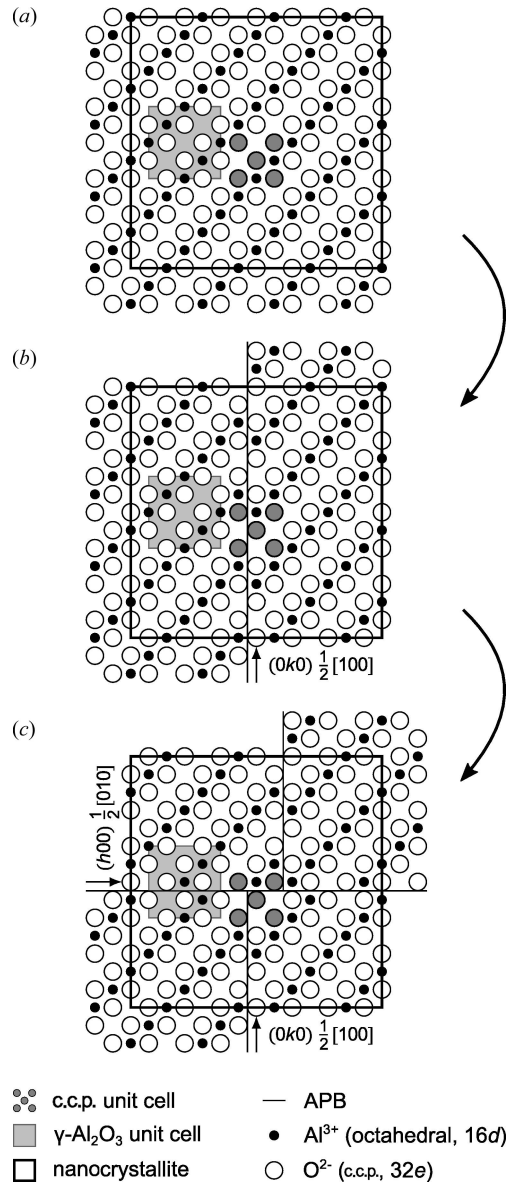 (a)
(b)
(0k0) ½ [100]
(c)
(h00) ½ [010]
(0k0) ½ [100]
c.c.p. unit cell
APB
γ-Al₂O₃ unit cell
Al³⁺ (octahedral, 16d)
nanocrystallite
O²⁻ (c.c.p., 32e)